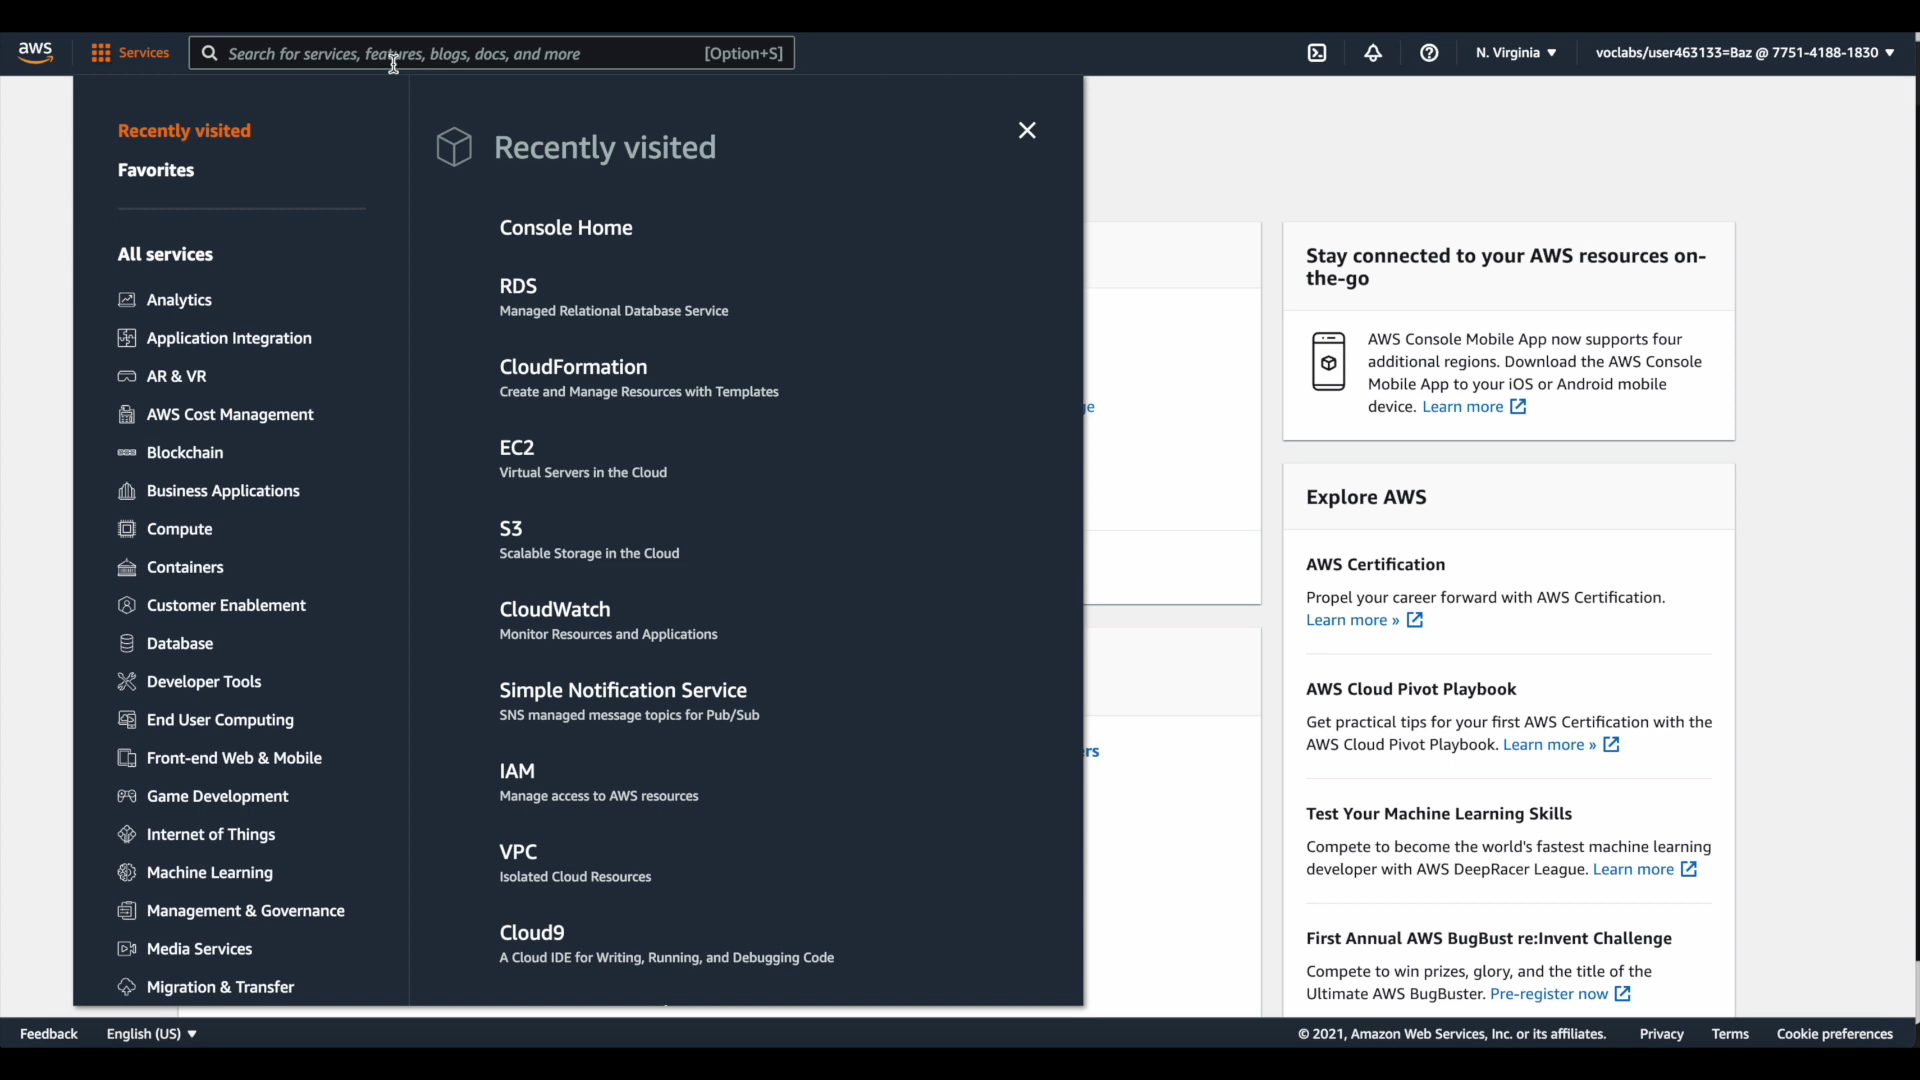 aws
Services
Search for services, features, blogs, docs, and more
[Option+S]
N. Virginia
voclabs/user463133=Baz @ 7751-4188-1830
Recently visited
Favorites
All services
Analytics
Application Integration
AR & VR
AWS Cost Management
Blockchain
Business Applications
Compute
Containers
Customer Enablement
Database
Developer Tools
End User Computing
Front-end Web & Mobile
Game Development
Internet of Things
Machine Learning
Management & Governance
Media Services
Migration & Transfer
Recently visited
Console Home
RDS
Managed Relational Database Service
CloudFormation
Create and Manage Resources with Templates
EC2
Virtual Servers in the Cloud
S3
Scalable Storage in the Cloud
CloudWatch
Monitor Resources and Applications
Simple Notification Service
SNS managed message topics for Pub/Sub
IAM
Manage access to AWS resources
VPC
Isolated Cloud Resources
Cloud9
A Cloud IDE for Writing, Running, and Debugging Code
Stay connected to your AWS resources on-
the-go
AWS Console Mobile App now supports four
additional regions. Download the AWS Console
Mobile App to your iOS or Android mobile
device. Learn more
Explore AWS
AWS Certification
Propel your career forward with AWS Certification.
Learn more »
AWS Cloud Pivot Playbook
Get practical tips for your first AWS Certification with the
AWS Cloud Pivot Playbook. Learn more »
Test Your Machine Learning Skills
Compete to become the world's fastest machine learning
developer with AWS DeepRacer League. Learn more
First Annual AWS BugBust re:Invent Challenge
Compete to win prizes, glory, and the title of the
Ultimate AWS BugBuster. Pre-register now
Feedback
English (US)
© 2021, Amazon Web Services, Inc. or its affiliates.
Privacy
Terms
Cookie preferences